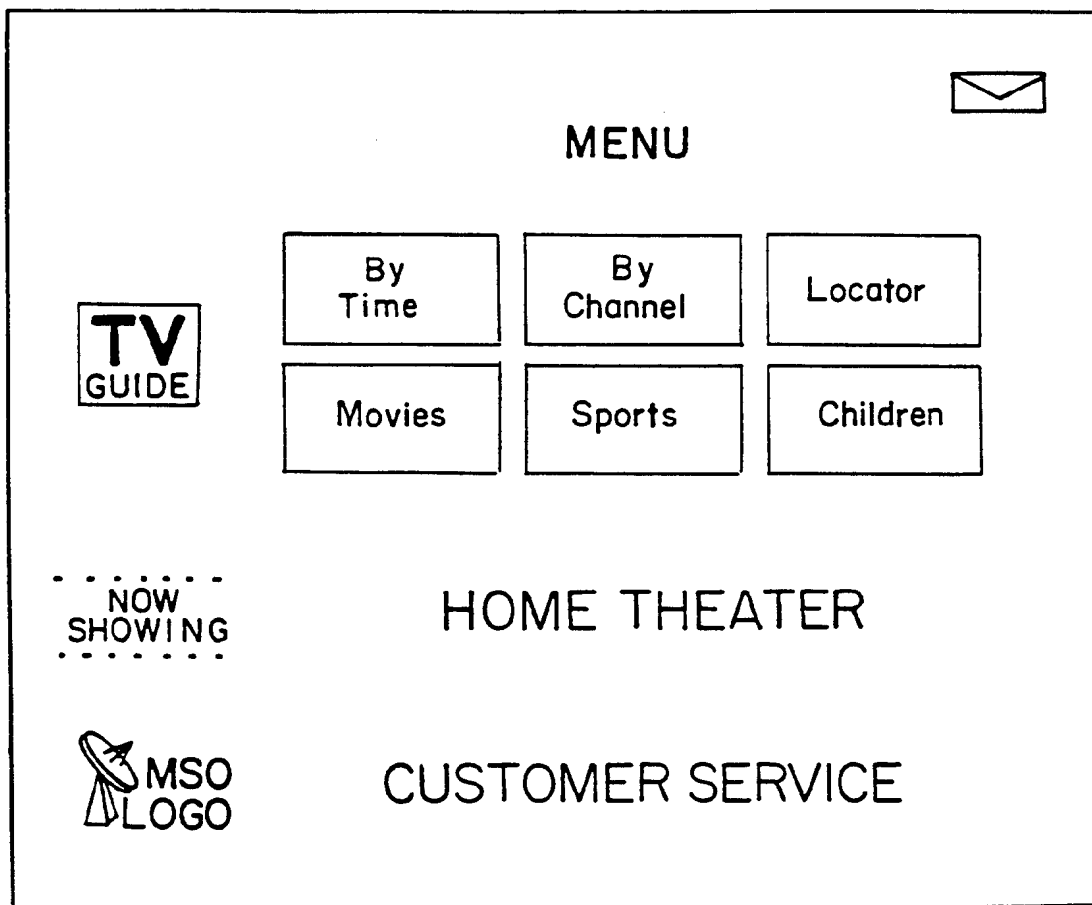 MENU
By
Time
By
Channel
Locator
TV
GUIDE
Movies
Sports
Children
NOW
SHOWING
HOME THEATER
MSO
LOGO
CUSTOMER SERVICE